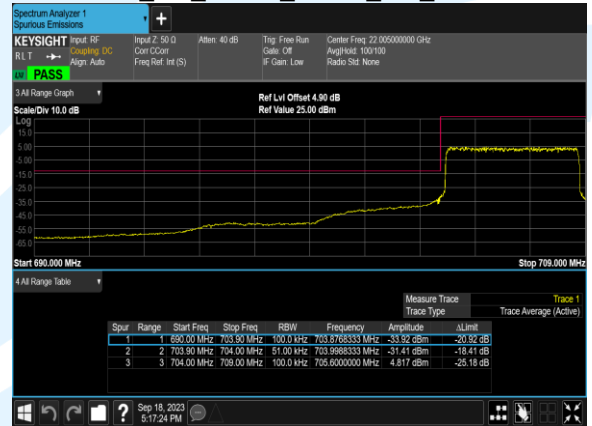 Spectrum Analyzer 1
Spurious Emissions
KEYSIGHT Input: RF Input Z: 50 Ω Atten: 40 dB Trig: Free Run Center Freq: 22.005000000 GHz
RLT Coupling: DC Corr CCorr Gate: Off Avg|Hold: 100/100
Align: Auto Freq Ref: Int (S) IF Gain: Low Radio Std: None
PASS
3 All Range Graph
Ref Lvl Offset 4.90 dB
Scale/Div 10.0 dB Ref Value 25.00 dBm
Log
15.0
5.00
-5.00
-15.0
-25.0
-35.0
-45.0
-55.0
-65.0
Start 690.000 MHz Stop 709.000 MHz
4 All Range Table
Measure Trace Trace 1
Trace Type Trace Average (Active)
Spur Range Start Freq Stop Freq RBW Frequency Amplitude ΔLimit
1 1 690.00 MHz 703.90 MHz 100.0 kHz 703.8768333 MHz -33.92 dBm -20.92 dB
2 2 703.90 MHz 704.00 MHz 51.00 kHz 703.9988333 MHz -31.41 dBm -18.41 dB
3 3 704.00 MHz 709.00 MHz 100.0 kHz 705.6000000 MHz 4.817 dBm -25.18 dB
? Sep 18, 2023
5:17:24 PM